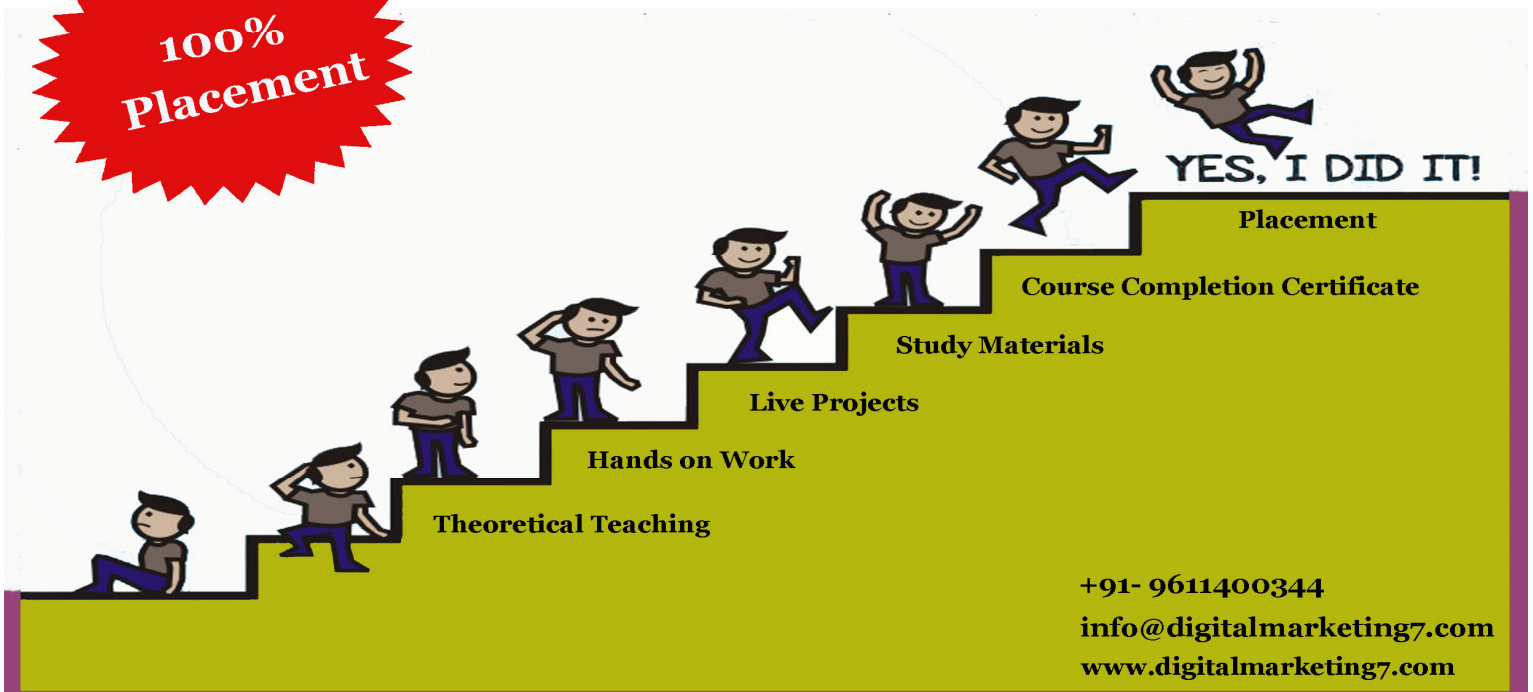 100%
Placement
YES, I DID IT!
Placement
Course Completion Certificate
Study Materials
Live Projects
Hands on Work
Theoretical Teaching
+91- 9611400344
info@digitalmarketing7.com
www.digitalmarketing7.com